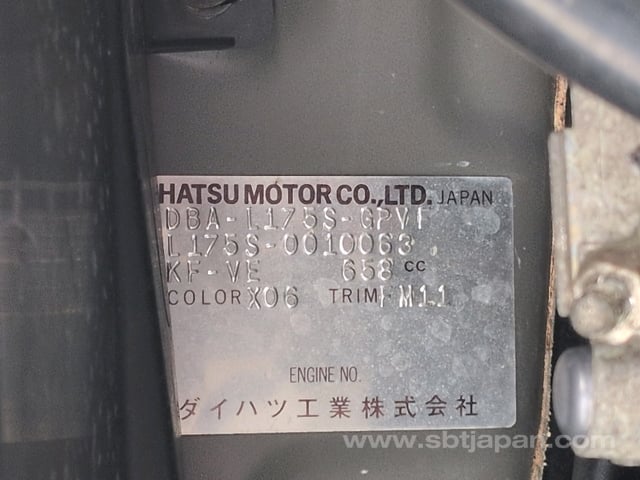 HATSU MOTOR CO.,LTD. JAPAN
DBA-L175S-GPVF
L175S-0010063
KF-VE 658 cc
COLOR X06 TRIM FM11
ENGINE NO.
ダイハツ工業株式会社
www.sbtjapan.com